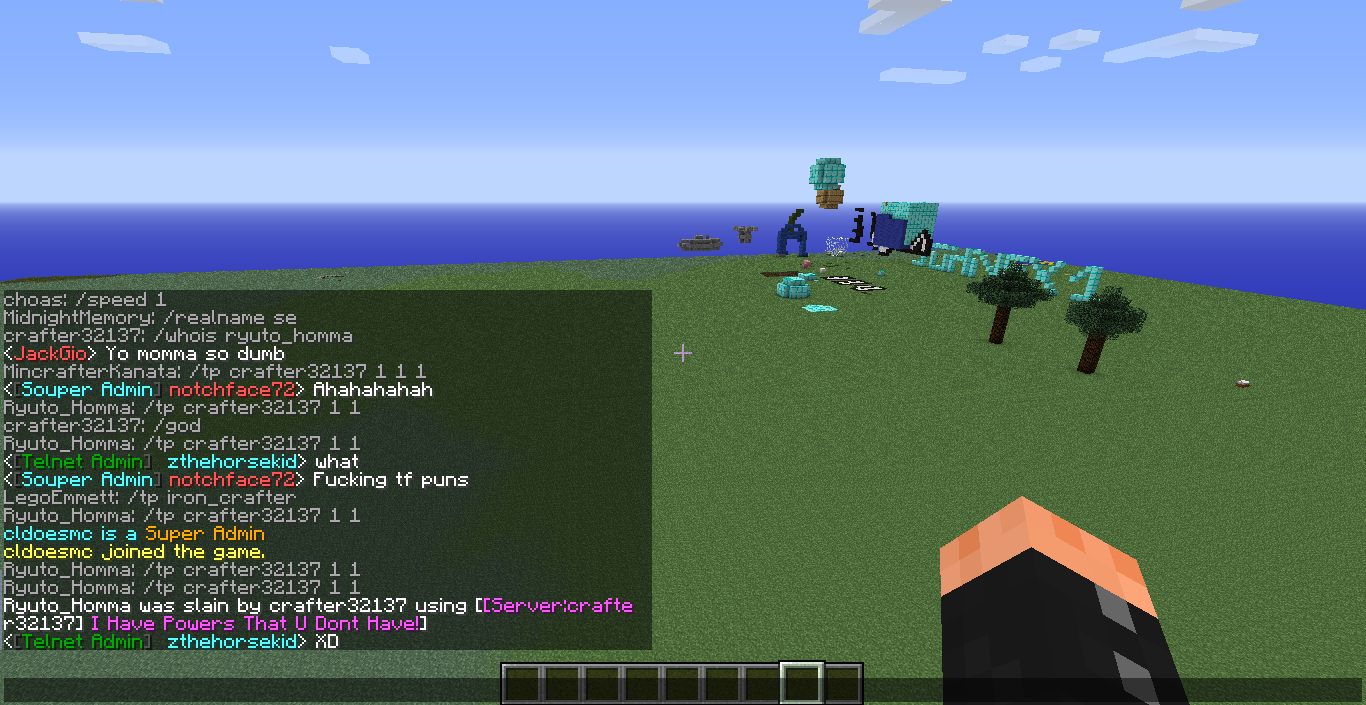 choas: /speed 1
MidnightMemory: /realname se
crafter32137: /whois ryuto_homma
<JackGio> Yo momma so dumb
MincrafterKanata: /tp crafter32137 1 1 1
<[Souper Admin] notchface72> Ahahahahah
Ryuto_Homma: /tp crafter32137 1 1
crafter32137: /god
Ryuto_Homma: /tp crafter32137 1 1
<[Telnet Admin] zthehorsekid> what
<[Souper Admin] notchface72> Fucking tf puns
LegoEmmett: /tp iron_crafter
Ryuto_Homma: /tp crafter32137 1 1
cldoesmc is a Super Admin
cldoesmc joined the game.
Ryuto_Homma: /tp crafter32137 1 1
Ryuto_Homma: /tp crafter32137 1 1
Ryuto_Homma was slain by crafter32137 using [[Server:crafte
r32137] I Have Powers That U Dont Have!]
<[Telnet Admin] zthehorsekid> XD